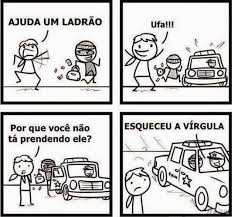 AJUDA UM LADRÃO
Ufa!!!
Por que você não
tá prendendo ele?
ESQUECEU A VÍRGULA